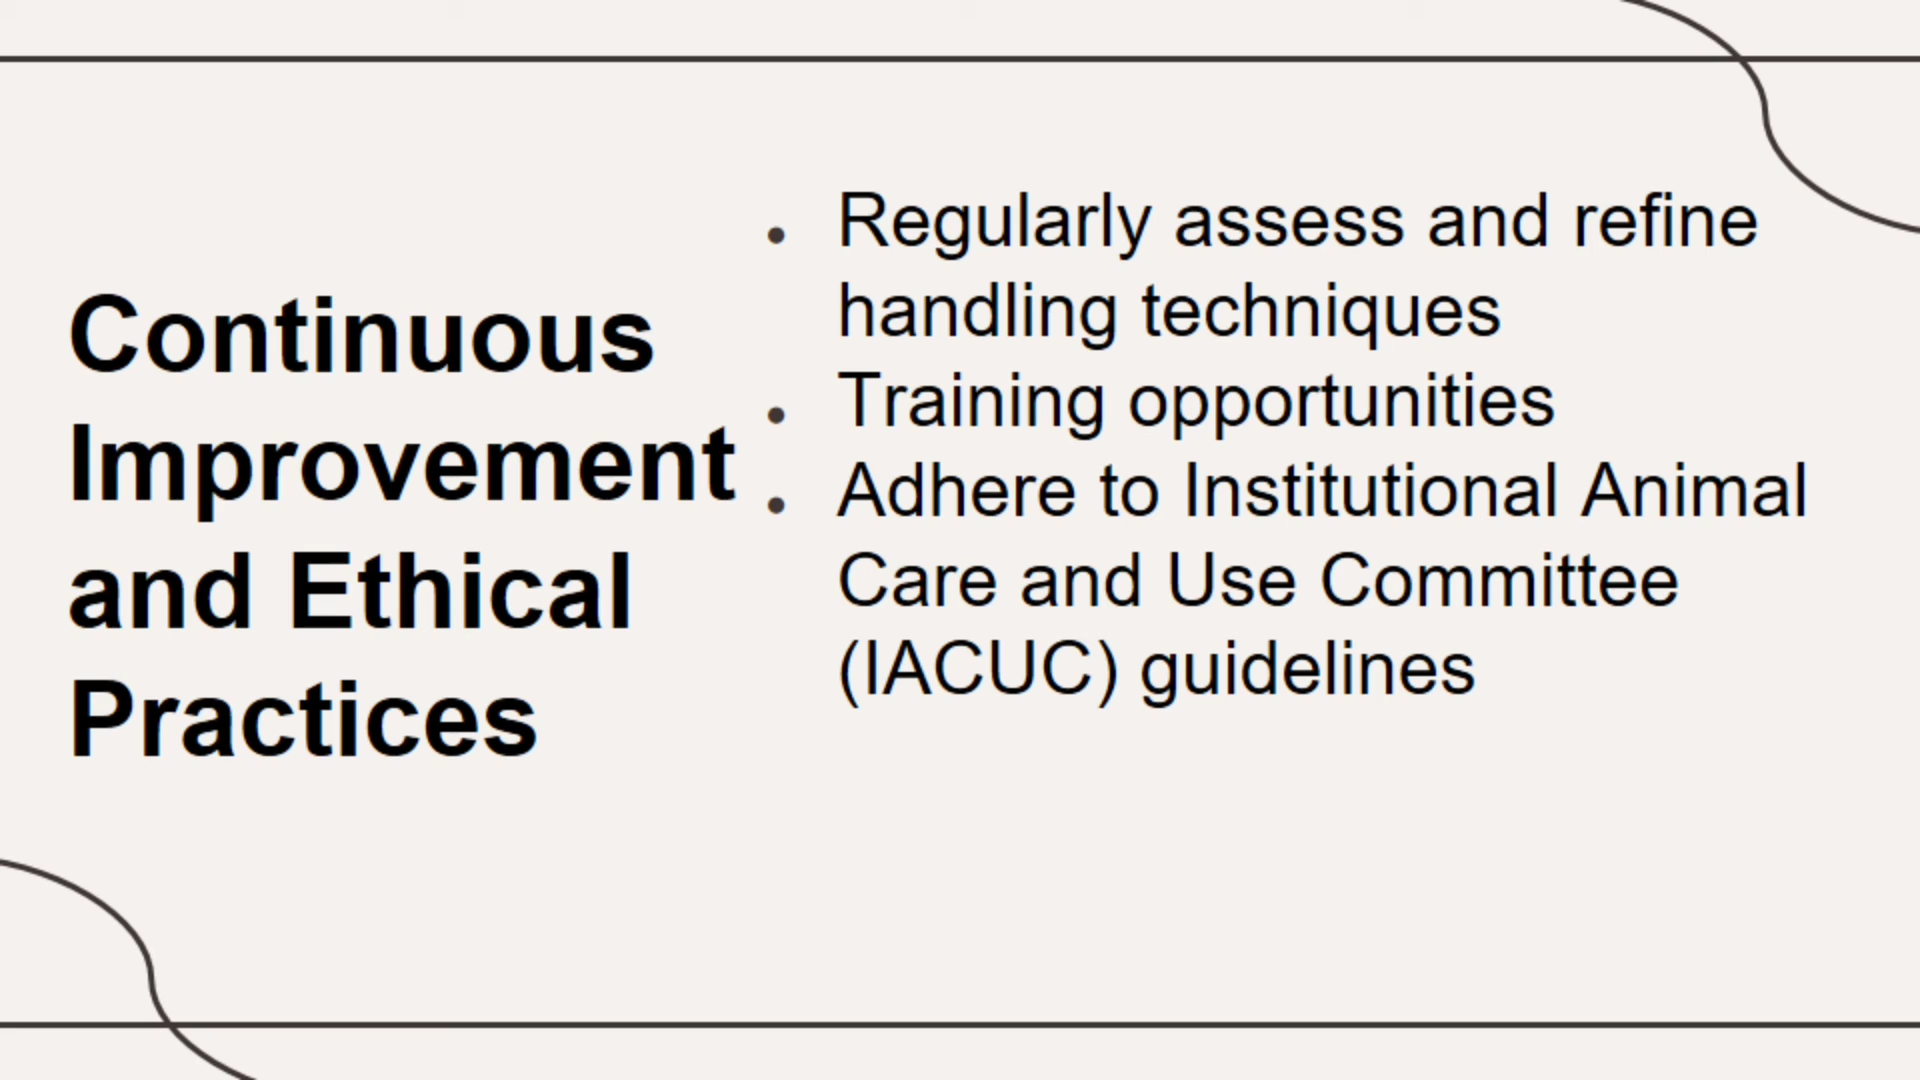 Continuous
Improvement
and Ethical
Practices
• Regularly assess and refine
handling techniques
• Training opportunities
• Adhere to Institutional Animal
Care and Use Committee
(IACUC) guidelines